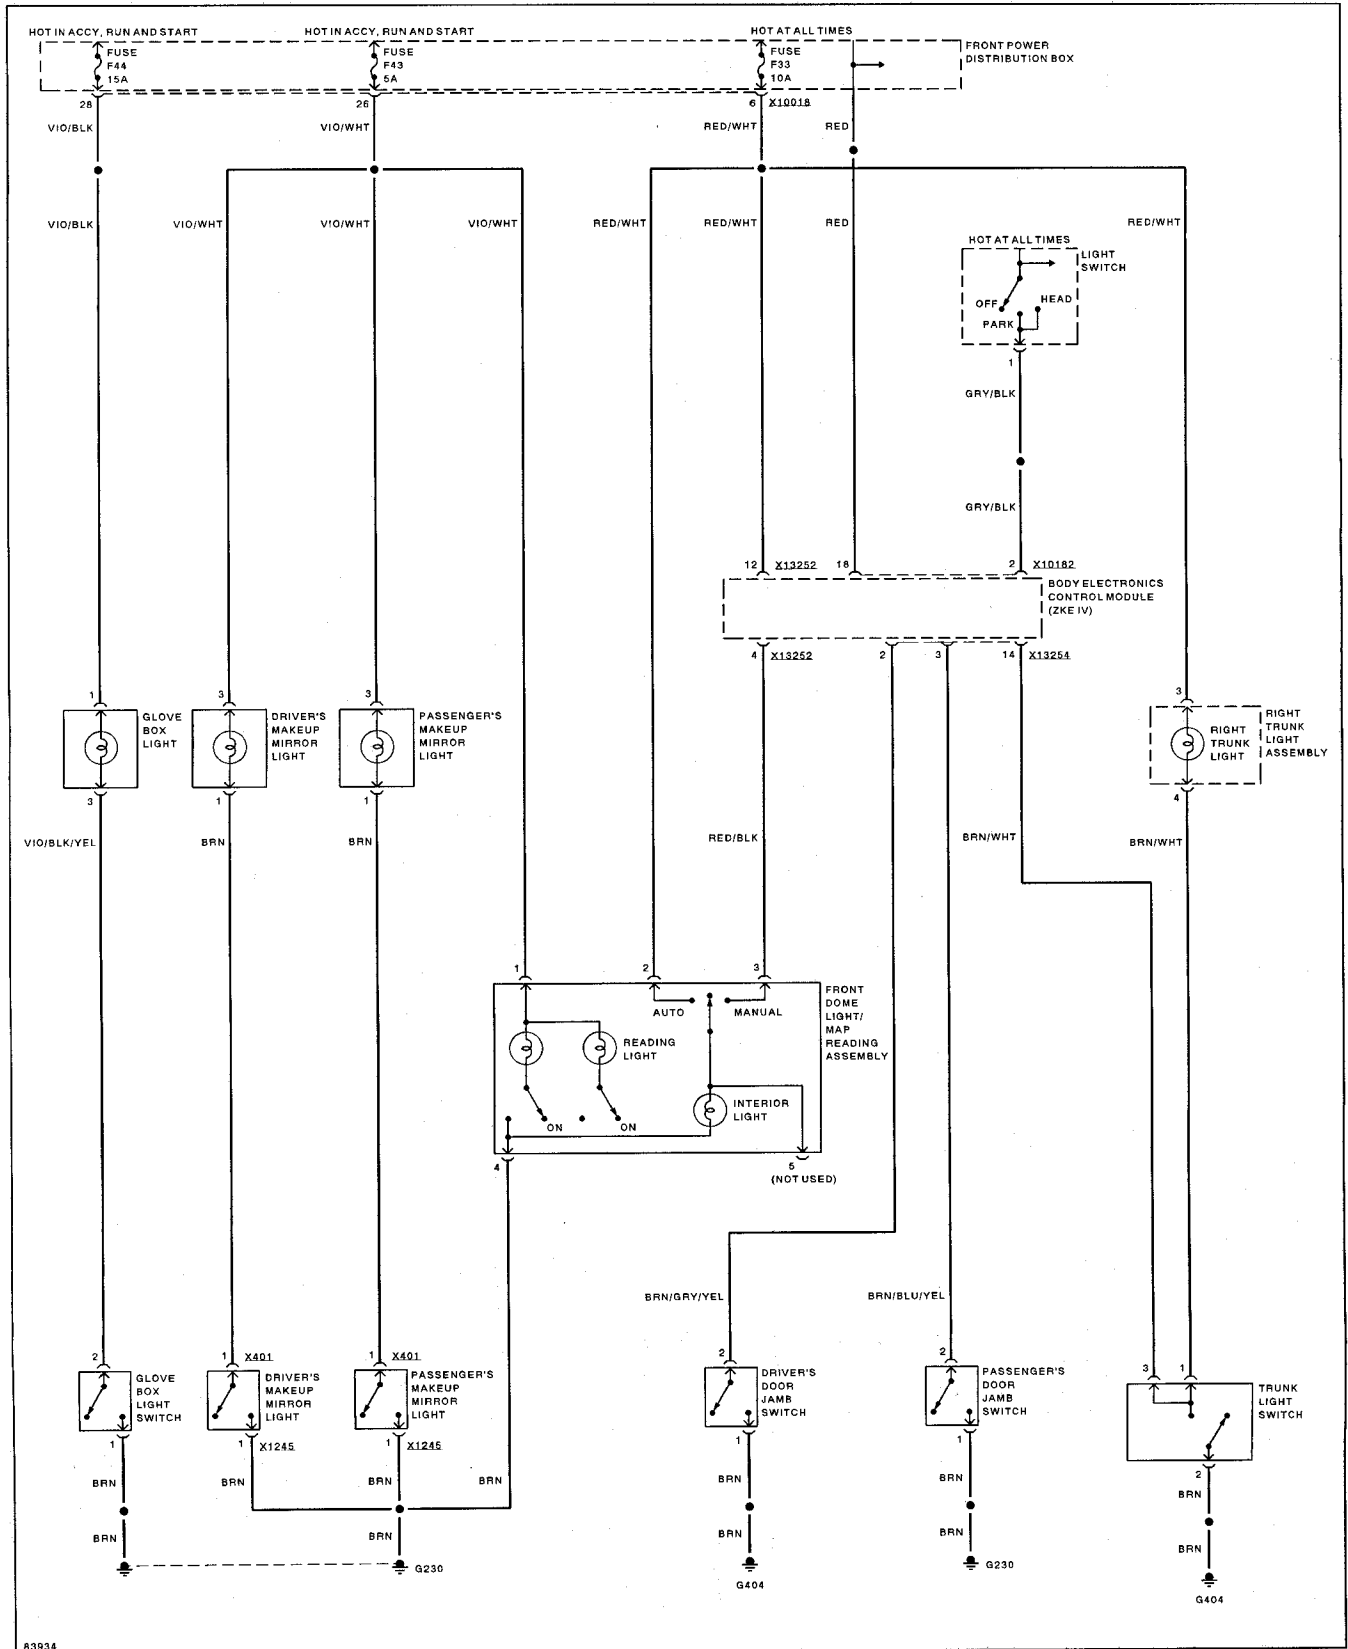 HOT IN ACCY, RUN AND START
HOT IN ACCY, RUN AND START
HOT AT ALL TIMES
FUSE
F44
15A
FUSE
F43
5A
FUSE
F33
10A
FRONT POWER
DISTRIBUTION BOX
28
26
6 X10018
VIO/BLK
VIO/WHT
RED/WHT
RED
VIO/BLK
VIO/WHT
VIO/WHT
VIO/WHT
RED/WHT
RED/WHT
RED
RED/WHT
HOT AT ALL TIMES
LIGHT
SWITCH
OFF
HEAD
PARK
1
GRY/BLK
GRY/BLK
12 X13252
18
2 X10182
BODY ELECTRONICS
CONTROL MODULE
(ZKE IV)
4 X13252
2
3
14 X13254
1
3
3
3
GLOVE
BOX
LIGHT
DRIVER'S
MAKEUP
MIRROR
LIGHT
PASSENGER'S
MAKEUP
MIRROR
LIGHT
RIGHT
TRUNK
LIGHT
RIGHT
TRUNK
LIGHT
ASSEMBLY
3
1
1
4
VIO/BLK/YEL
BRN
BRN
RED/BLK
BRN/WHT
BRN/WHT
1
2
3
AUTO
MANUAL
FRONT
DOME
LIGHT/
MAP
READING
ASSEMBLY
READING
LIGHT
INTERIOR
LIGHT
ON
ON
4
5
(NOT USED)
BRN/GRY/YEL
BRN/BLU/YEL
2
1 X401
1 X401
2
2
3
1
GLOVE
BOX
LIGHT
SWITCH
DRIVER'S
MAKEUP
MIRROR
LIGHT
PASSENGER'S
MAKEUP
MIRROR
LIGHT
DRIVER'S
DOOR
JAMB
SWITCH
PASSENGER'S
DOOR
JAMB
SWITCH
TRUNK
LIGHT
SWITCH
1
1 X1245
1 X1245
1
1
2
BRN
BRN
BRN
BRN
BRN
BRN
BRN
BRN
BRN
BRN
BRN
BRN
G230
G404
G230
G404
83934